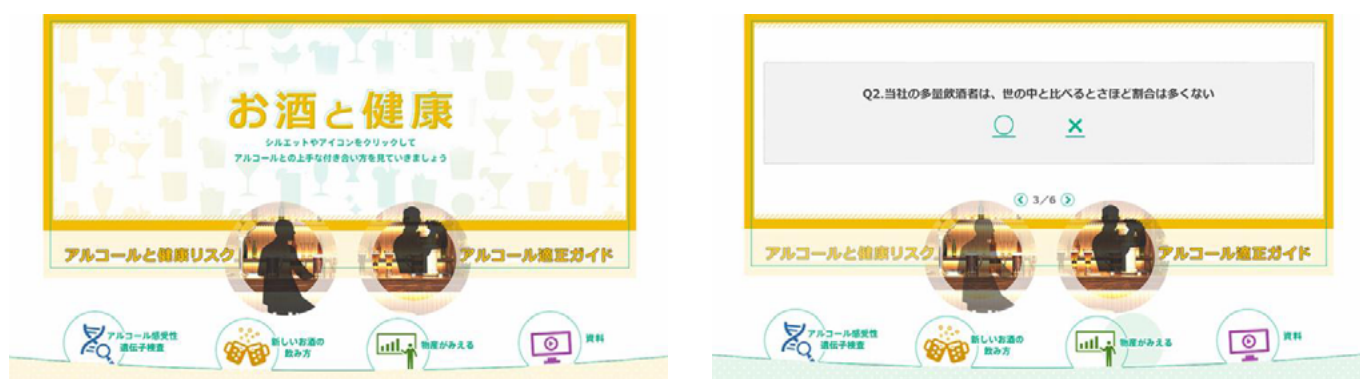 お酒と健康
シルエットやアイコンをクリックして
アルコールとの上手な付き合い方を見ていきましょう
アルコールと健康リスク
アルコール適正ガイド
アルコール感受性
遺伝子検査
新しいお酒の
飲み方
物産がみえる
資料
Q2.当社の多量飲酒者は、世の中と比べるとさほど割合は多くない
○ ×
3/6
アルコールと健康リスク
アルコール適正ガイド
アルコール感受性
遺伝子検査
新しいお酒の
飲み方
物産がみえる
資料